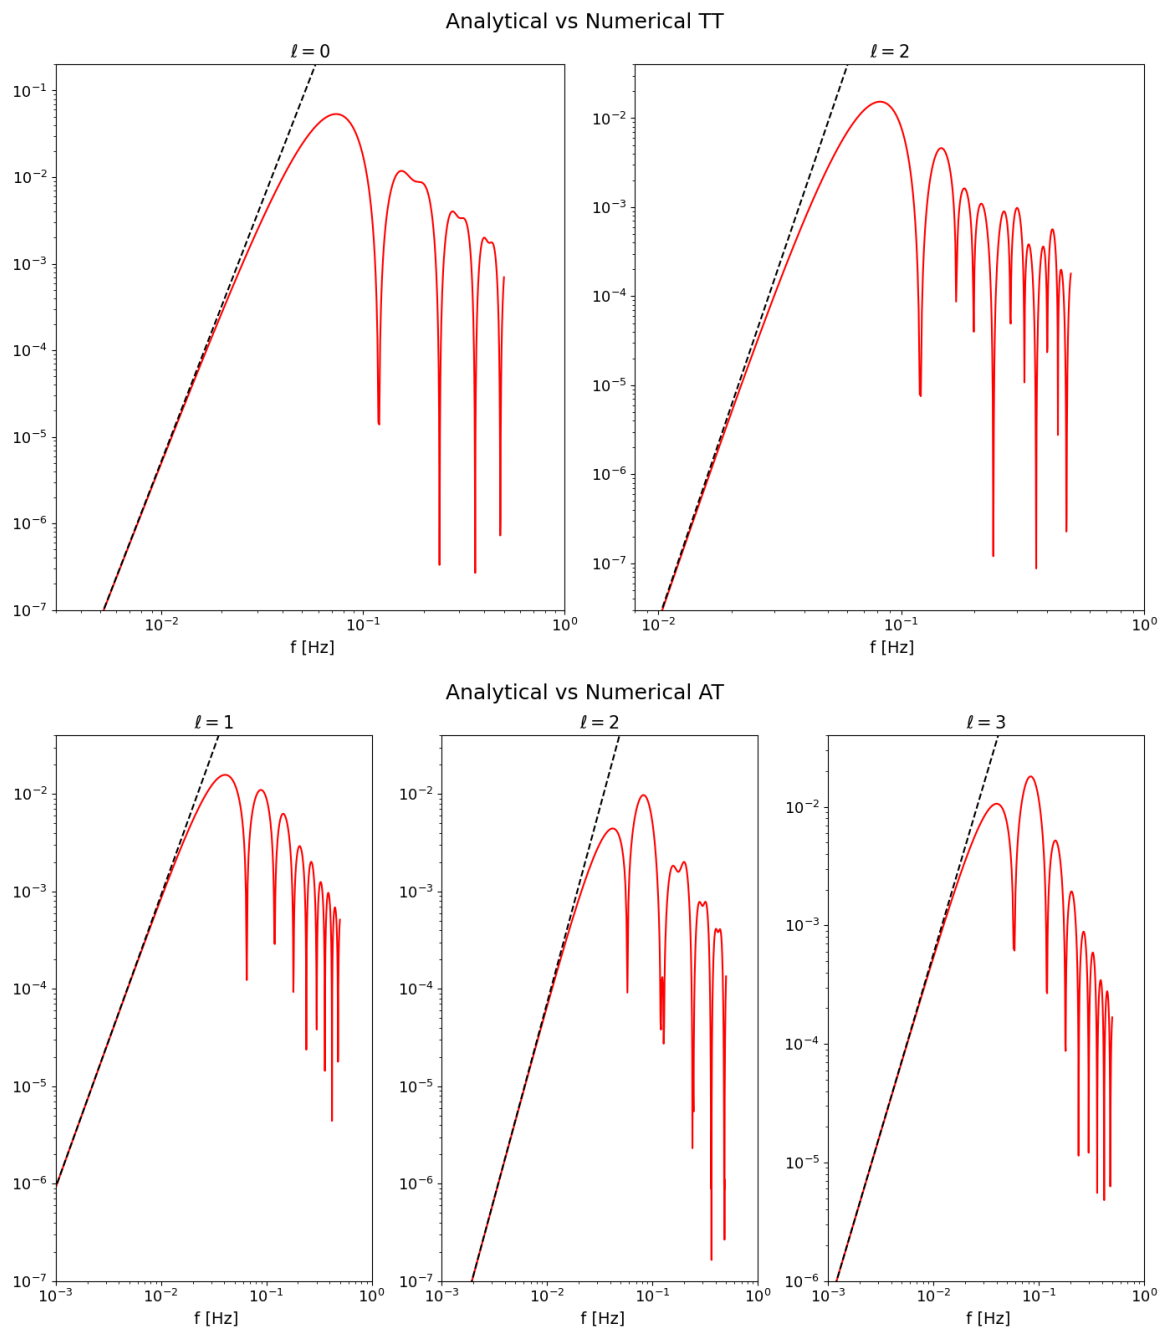 Analytical vs Numerical TT
ℓ = 0
ℓ = 2
10⁻¹
10⁻²
10⁻³
10⁻⁴
10⁻⁵
10⁻⁶
10⁻⁷
10⁻² 10⁻¹ 10⁰
f [Hz]
10⁻²
10⁻³
10⁻⁴
10⁻⁵
10⁻⁶
10⁻⁷
10⁻² 10⁻¹ 10⁰
f [Hz]
Analytical vs Numerical AT
ℓ = 1
ℓ = 2
ℓ = 3
10⁻²
10⁻³
10⁻⁴
10⁻⁵
10⁻⁶
10⁻⁷
10⁻³ 10⁻² 10⁻¹ 10⁰
f [Hz]
10⁻²
10⁻³
10⁻⁴
10⁻⁵
10⁻⁶
10⁻⁷
10⁻³ 10⁻² 10⁻¹ 10⁰
f [Hz]
10⁻²
10⁻³
10⁻⁴
10⁻⁵
10⁻⁶
10⁻³ 10⁻² 10⁻¹ 10⁰
f [Hz]